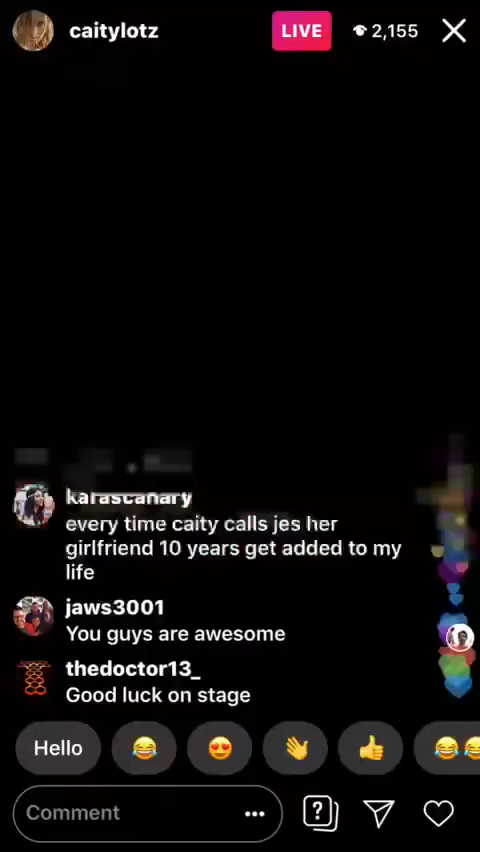 caitylotz
LIVE
2,155
karascanary
every time caity calls jes her
girlfriend 10 years get added to my
life
jaws3001
You guys are awesome
thedoctor13_
Good luck on stage
Hello
Comment